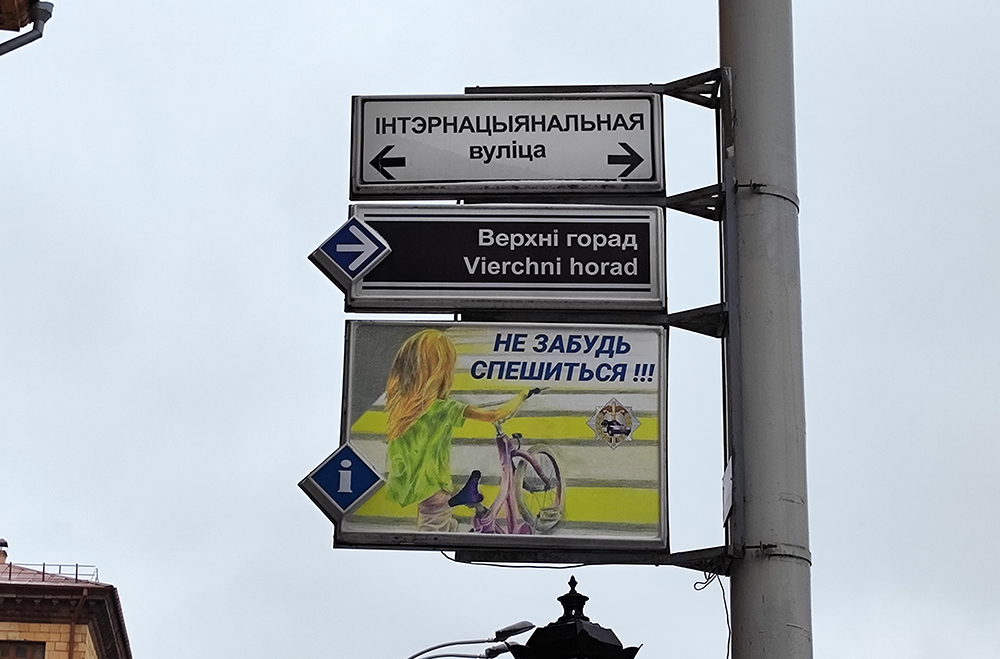 ІНТЭРНАЦЫЯНАЛЬНАЯ
вуліца
Верхні горад
Vierchni horad
НЕ ЗАБУДЬ
СПЕШИТЬСЯ !!!
i